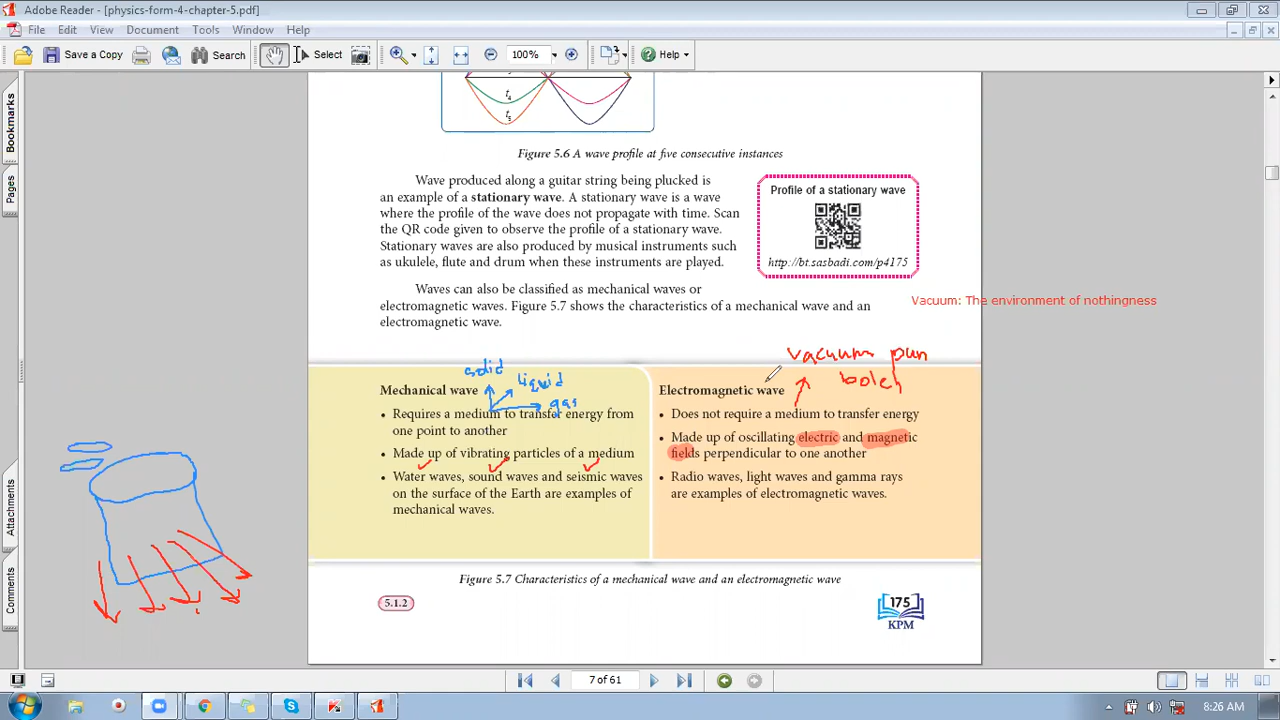 Adobe Reader - [physics-form-4-chapter-5.pdf]
File Edit View Document Tools Window Help
Save a Copy Search Select 100% Help
Bookmarks
Pages
Attachments
Comments
t4
t5
Figure 5.6 A wave profile at five consecutive instances
Wave produced along a guitar string being plucked is
an example of a stationary wave. A stationary wave is a wave
where the profile of the wave does not propagate with time. Scan
the QR code given to observe the profile of a stationary wave.
Stationary waves are also produced by musical instruments such
as ukulele, flute and drum when these instruments are played.
Profile of a stationary wave
http://bt.sasbadi.com/p4175
Waves can also be classified as mechanical waves or
electromagnetic waves. Figure 5.7 shows the characteristics of a mechanical wave and an
electromagnetic wave.
Vacuum: The environment of nothingness
solid
liquid
gas
vacuum pun
boleh
Mechanical wave
• Requires a medium to transfer energy from
one point to another
• Made up of vibrating particles of a medium
• Water waves, sound waves and seismic waves
on the surface of the Earth are examples of
mechanical waves.
Electromagnetic wave
• Does not require a medium to transfer energy
• Made up of oscillating electric and magnetic
fields perpendicular to one another
• Radio waves, light waves and gamma rays
are examples of electromagnetic waves.
Figure 5.7 Characteristics of a mechanical wave and an electromagnetic wave
5.1.2
175
KPM
7 of 61
8:26 AM